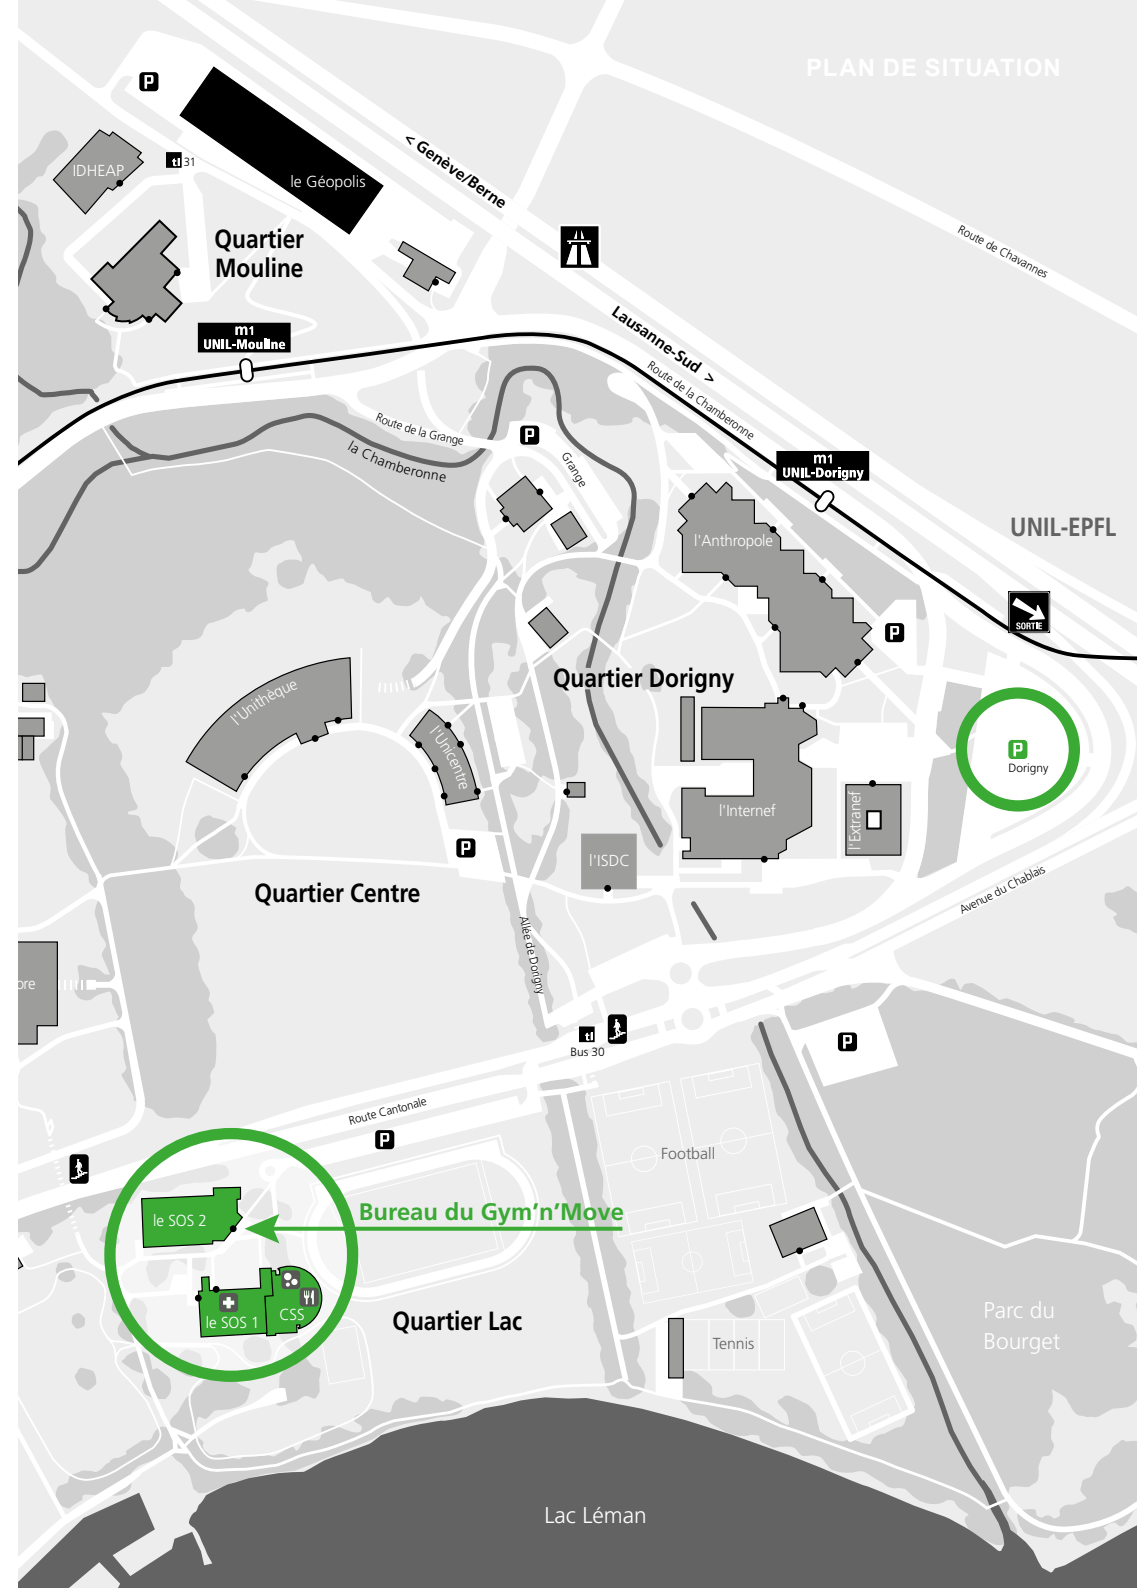 PLAN DE SITUATION
P
IDHEAP
tl 31
le Géopolis
< Genève/Berne
Quartier
Mouline
Route de Chavannes
m1
UNIL-Mouline
Lausanne-Sud >
Route de la Chamberonne
Route de la Grange
la Chamberonne
P
Grange
m1
UNIL-Dorigny
l'Anthropole
UNIL-EPFL
SORTIE
P
l'Unithèque
Quartier Dorigny
l'Unicentre
P
Dorigny
l'Internef
l'Extranef
P
l'ISDC
Quartier Centre
Avenue du Chablais
Allée de Dorigny
ore
tl
Bus 30
P
Route Cantonale
P
Football
Bureau du Gym'n'Move
le SOS 2
le SOS 1
CSS
Quartier Lac
Tennis
Parc du
Bourget
Lac Léman